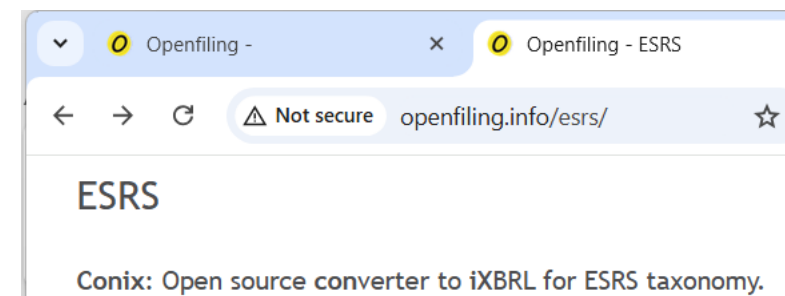 Openfiling -
Openfiling - ESRS
Not secure openfiling.info/esrs/
ESRS
Conix: Open source converter to iXBRL for ESRS taxonomy.